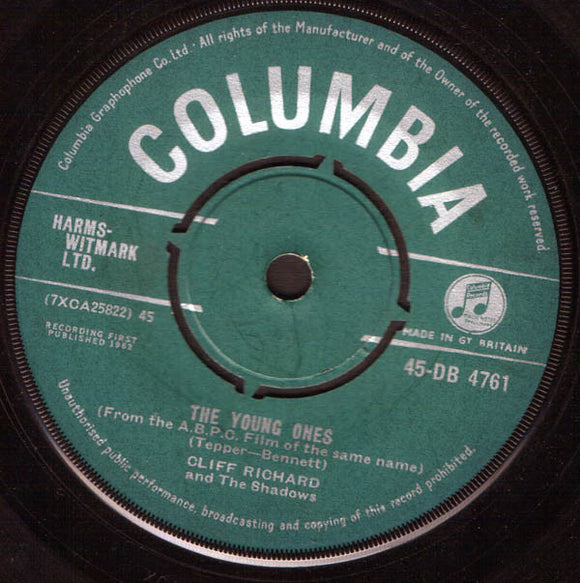 Columbia Graphophone Co. Ltd · All rights of the Manufacturer and of the Owner of the recorded work reserved
COLUMBIA
HARMS-
WITMARK
LTD.
(7XCA25822) 45
RECORDING FIRST
PUBLISHED 1962
Columbia
Records
MADE IN GT BRITAIN
45-DB 4761
THE YOUNG ONES
(From the A.B.P.C. Film of the same name)
(Tepper—Bennett)
CLIFF RICHARD
and The Shadows
Unauthorised public performance, broadcasting and copying of this record prohibited.